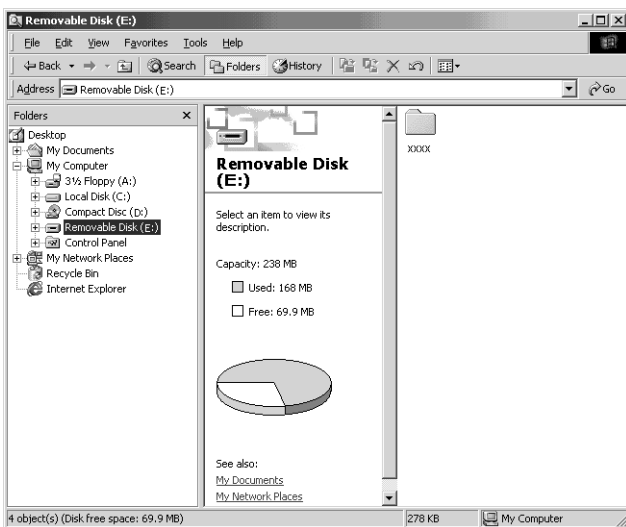 Removable Disk (E:)
File Edit View Favorites Tools Help
Back Search Folders History
Address Removable Disk (E:) Go
Folders x
Desktop
My Documents
My Computer
3½ Floppy (A:)
Local Disk (C:)
Compact Disc (D:)
Removable Disk (E:)
Control Panel
My Network Places
Recycle Bin
Internet Explorer
Removable Disk
(E:)
Select an item to view its
description.
Capacity: 238 MB
Used: 168 MB
Free: 69.9 MB
See also:
My Documents
My Network Places
xxxx
4 object(s) (Disk free space: 69.9 MB) 278 KB My Computer